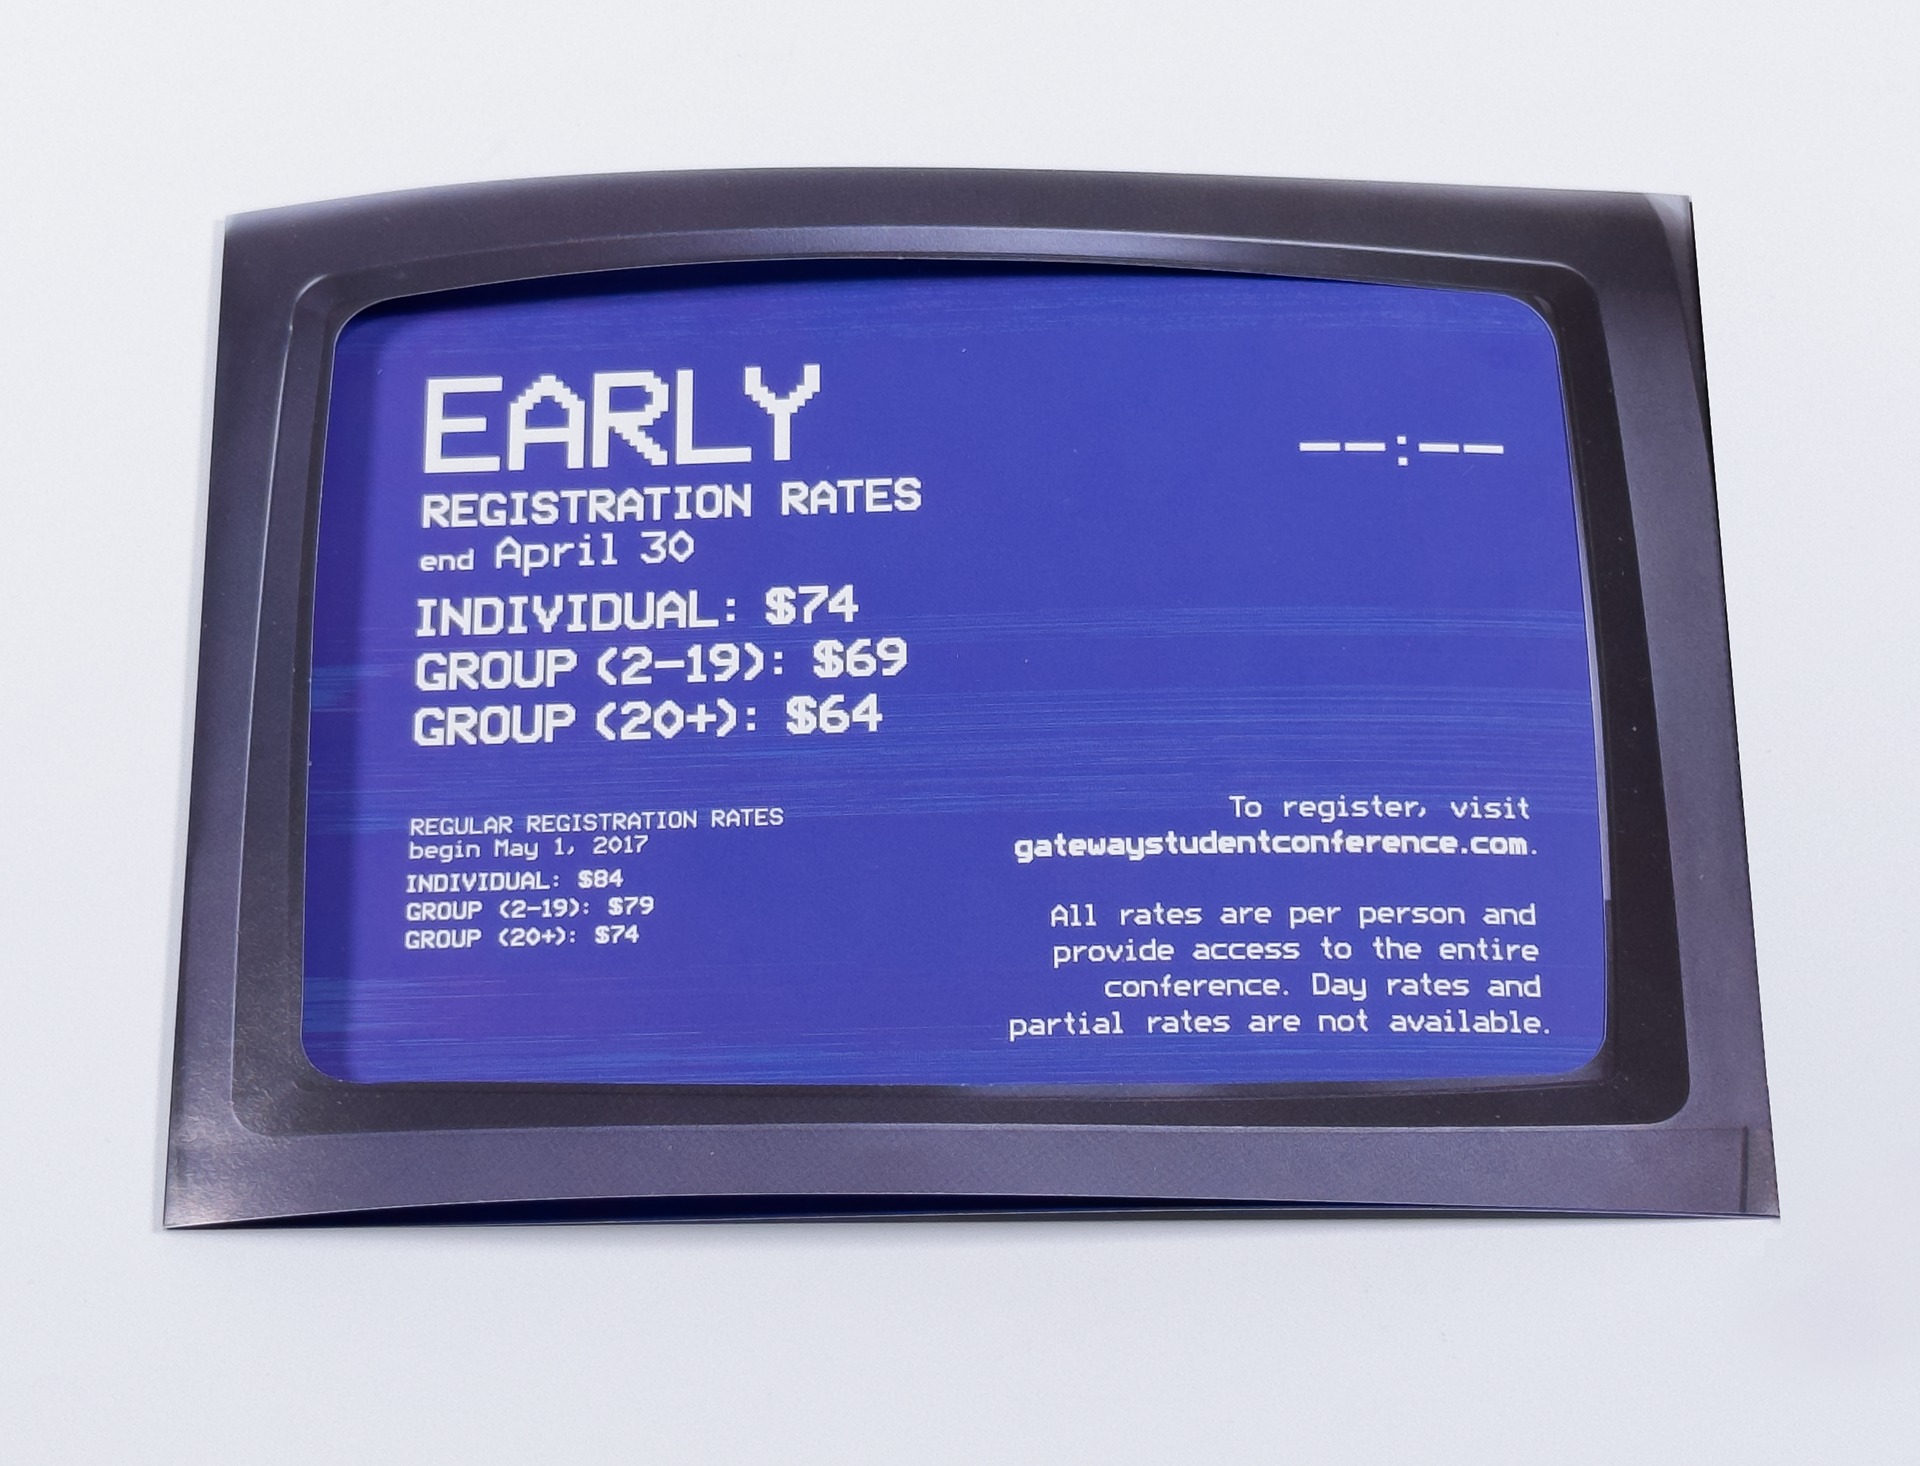 EARLY
––:––
REGISTRATION RATES
end April 30
INDIVIDUAL: $74
GROUP (2–19): $69
GROUP (20+): $64
REGULAR REGISTRATION RATES
begin May 1, 2017
INDIVIDUAL: $84
GROUP (2–19): $79
GROUP (20+): $74
To register, visit
gatewaystudentconference.com.
All rates are per person and
provide access to the entire
conference. Day rates and
partial rates are not available.